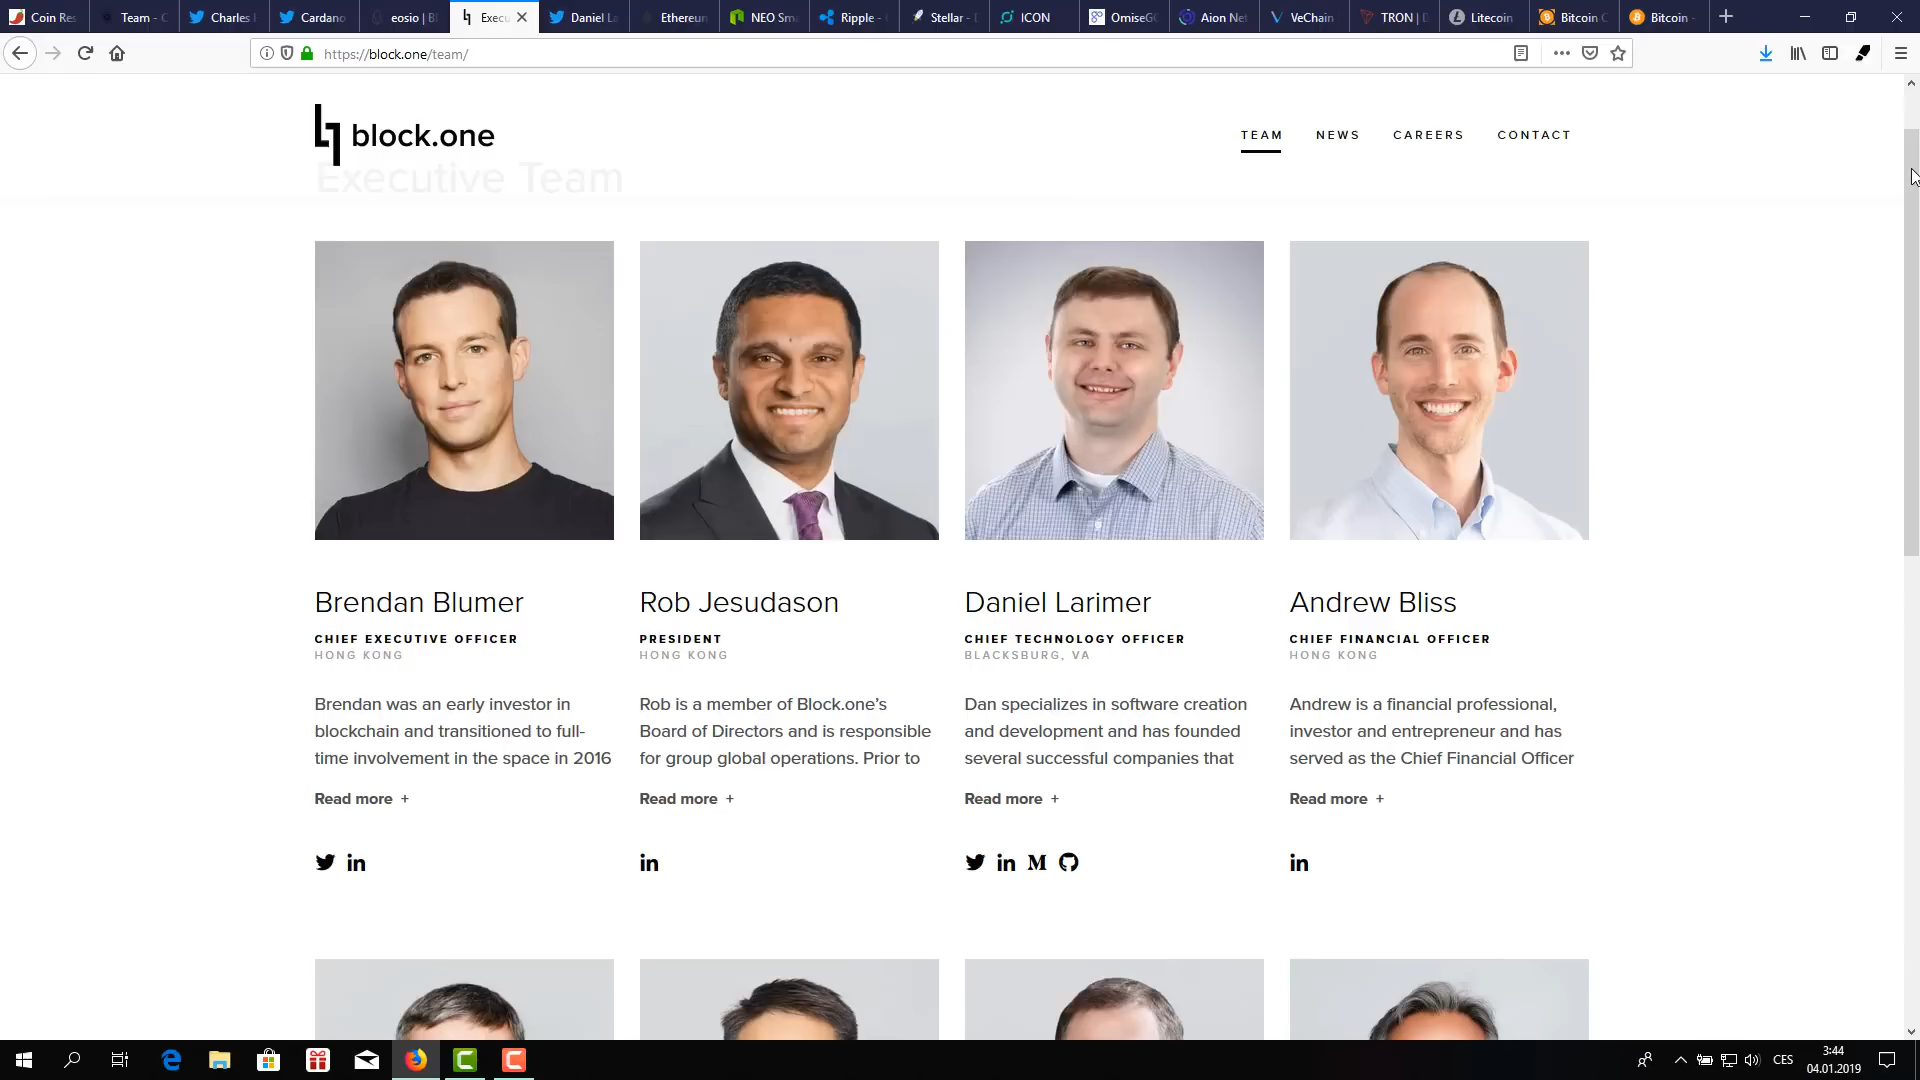 Coin Res
Team - C
Charles H
Cardano
eosio | Bl
Execu
Daniel La
Ethereun
NEO Sma
Ripple -
Stellar - D
ICON
OmiseGO
Aion Net
VeChain
TRON | D
Litecoin
Bitcoin C
Bitcoin -
https://block.one/team/
block.one
TEAM
NEWS
CAREERS
CONTACT
Executive Team
Brendan Blumer
CHIEF EXECUTIVE OFFICER
HONG KONG
Brendan was an early investor in
blockchain and transitioned to full-
time involvement in the space in 2016
Read more +
Rob Jesudason
PRESIDENT
HONG KONG
Rob is a member of Block.one’s
Board of Directors and is responsible
for group global operations. Prior to
Read more +
Daniel Larimer
CHIEF TECHNOLOGY OFFICER
BLACKSBURG, VA
Dan specializes in software creation
and development and has founded
several successful companies that
Read more +
Andrew Bliss
CHIEF FINANCIAL OFFICER
HONG KONG
Andrew is a financial professional,
investor and entrepreneur and has
served as the Chief Financial Officer
Read more +
CES
3:44
04.01.2019